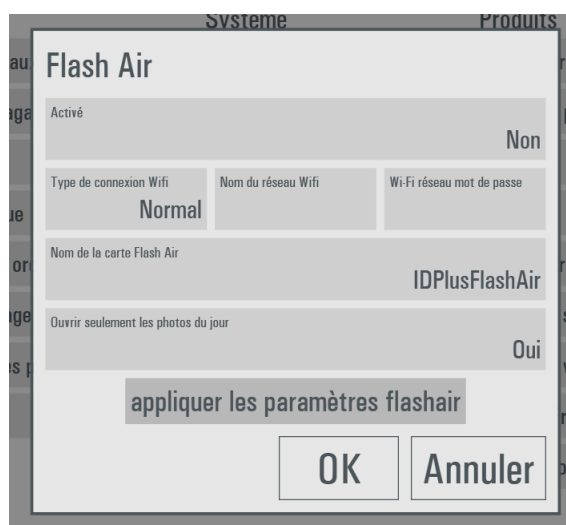 Système Produits
Flash Air
Activé
Non
Type de connexion Wifi Nom du réseau Wifi Wi-Fi réseau mot de passe
Normal
Nom de la carte Flash Air
IDPlusFlashAir
Ouvrir seulement les photos du jour
Oui
appliquer les paramètres flashair
OK Annuler